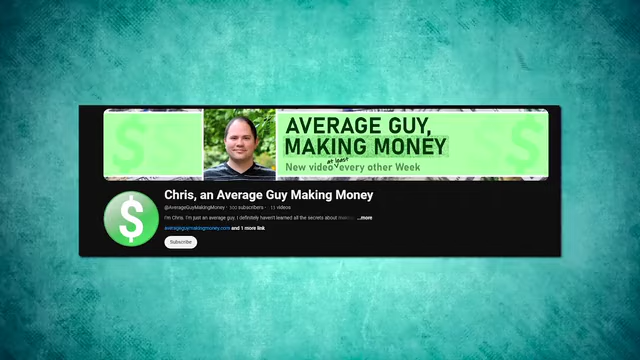 AVERAGE GUY,
MAKING MONEY
at least
New video every other Week
Chris, an Average Guy Making Money
@AverageGuyMakingMoney · 100 subscribers · 11 videos
I'm Chris. I'm just an average guy. I definitely haven't learned all the secrets about ...more
averageguymakingmoney.com and 1 more link
Subscribe
$